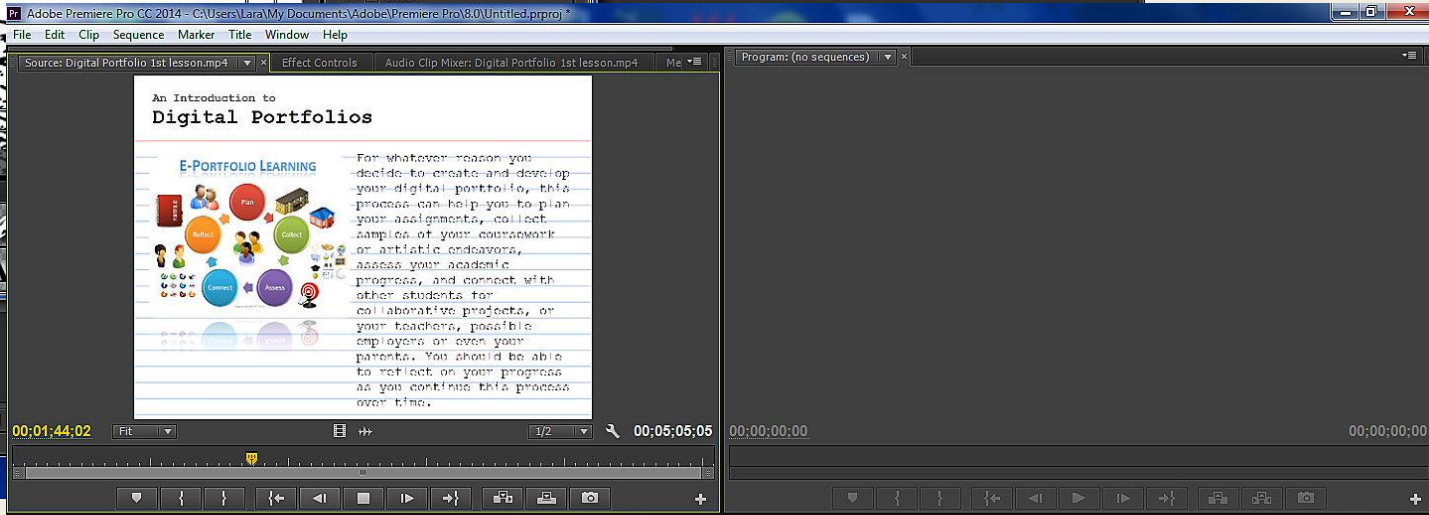 Adobe Premiere Pro CC 2014 - C:\Users\Lara\My Documents\Adobe\Premiere Pro\8.0\Untitled.prproj *
File Edit Clip Sequence Marker Title Window Help
Source: Digital Portfolio 1st lesson.mp4 Effect Controls Audio Clip Mixer: Digital Portfolio 1st lesson.mp4 Me
Program: (no sequences)
An Introduction to
Digital Portfolios
E-PORTFOLIO LEARNING
Plan
Collect
Assess
Connect
Reflect
For whatever reason you
decide to create and develop
your digital portfolio, this
process can help you to plan
your assignments, collect
samples of your coursework
or artistic endeavors,
assess your academic
progress, and connect with
other students for
collaborative projects, or
your teachers, possible
employers or even your
parents. You should be able
to reflect on your progress
as you continue this process
over time.
00;01;44;02 Fit 1/2 00;05;05;05
00;00;00;00 00;00;00;00